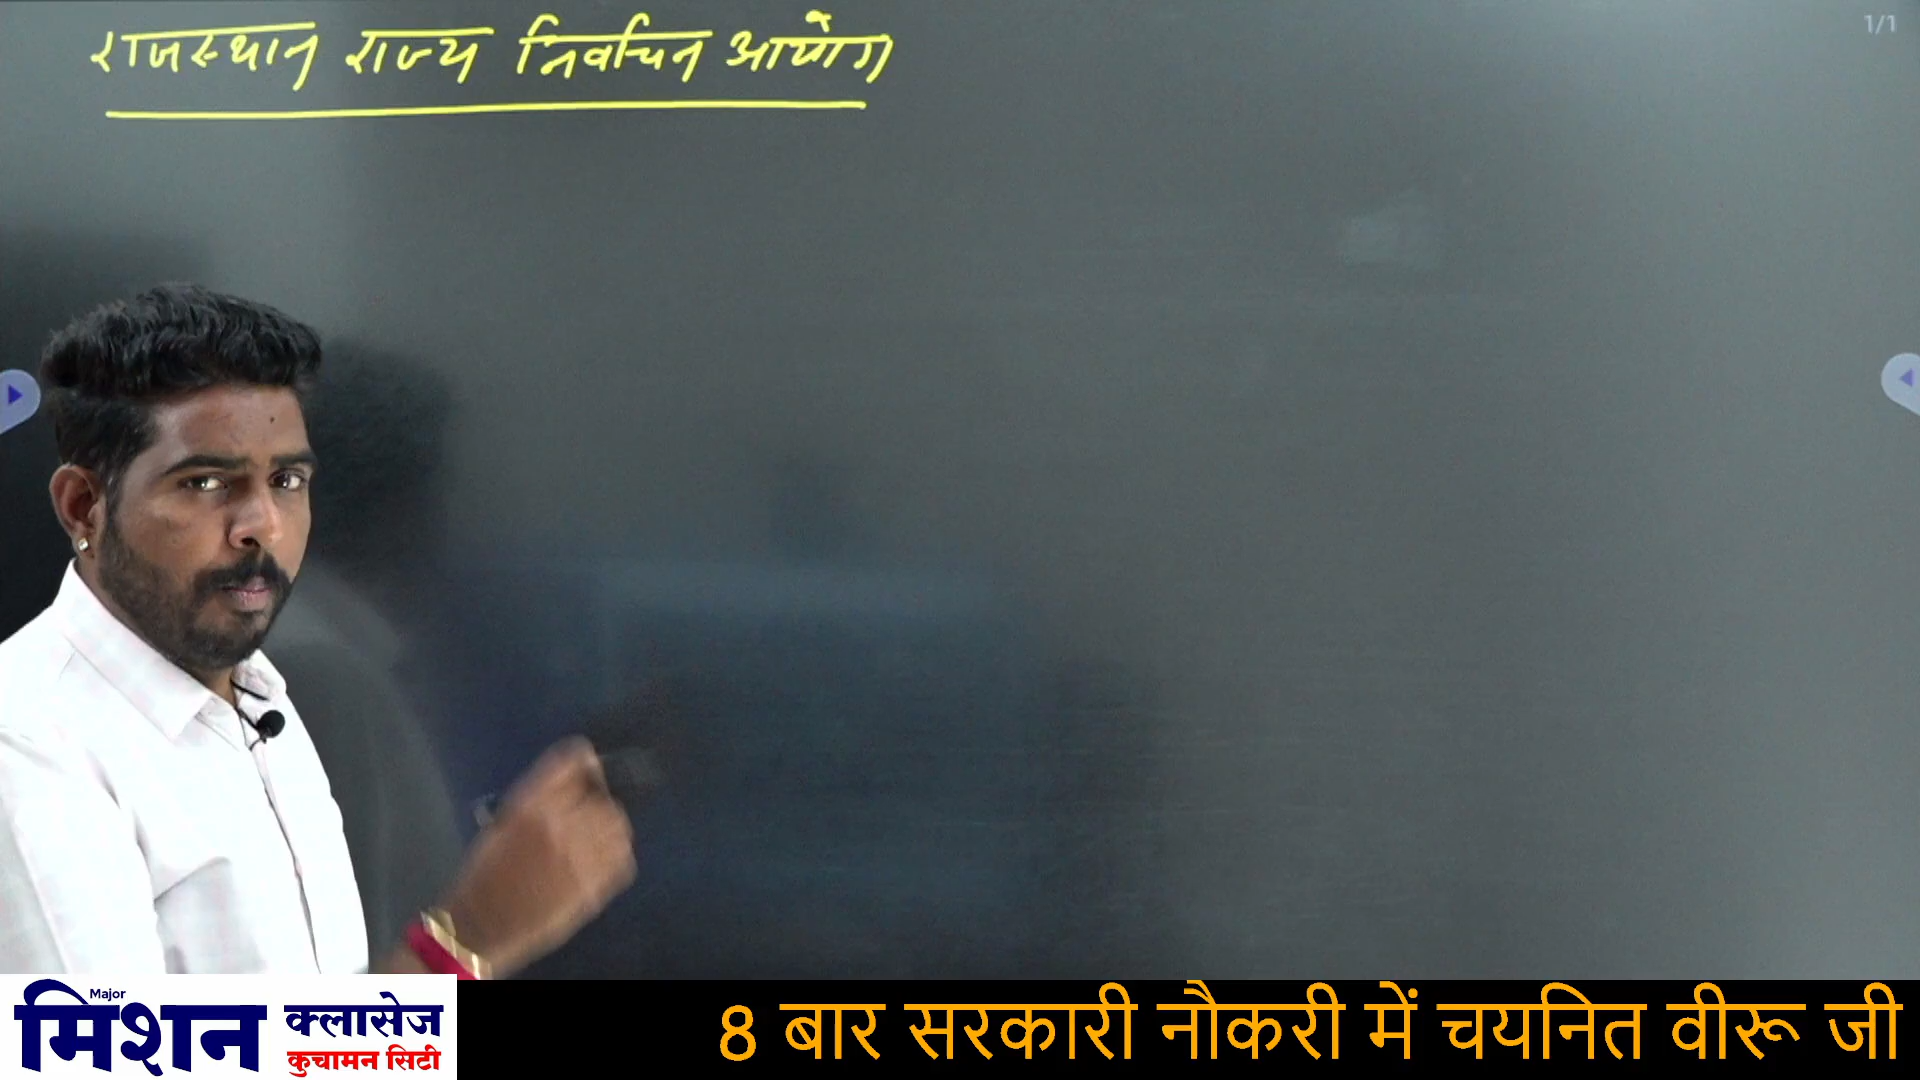 1/1
राजस्थान राज्य निर्वाचन आयोग
Major
मिशन क्लासेज
कुचामन सिटी
8 बार सरकारी नौकरी में चयनित वीरू जी